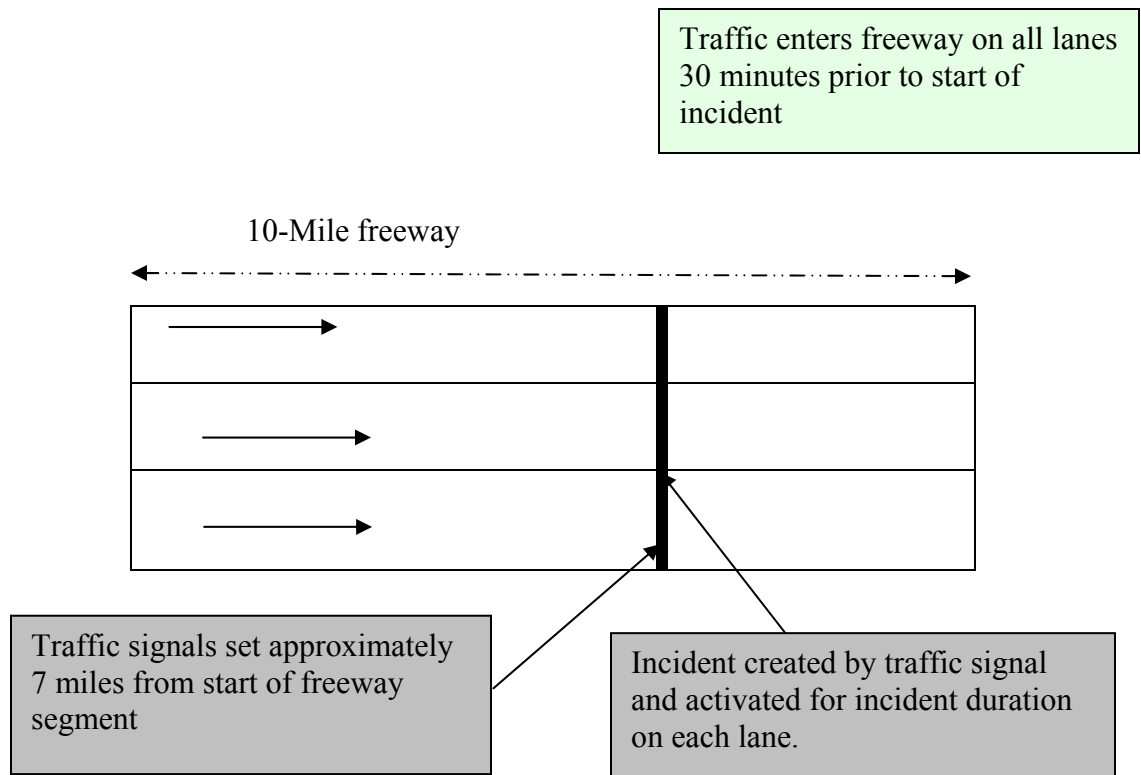 Traffic enters freeway on all lanes
30 minutes prior to start of
incident
10-Mile freeway
Traffic signals set approximately
7 miles from start of freeway
segment
Incident created by traffic signal
and activated for incident duration
on each lane.